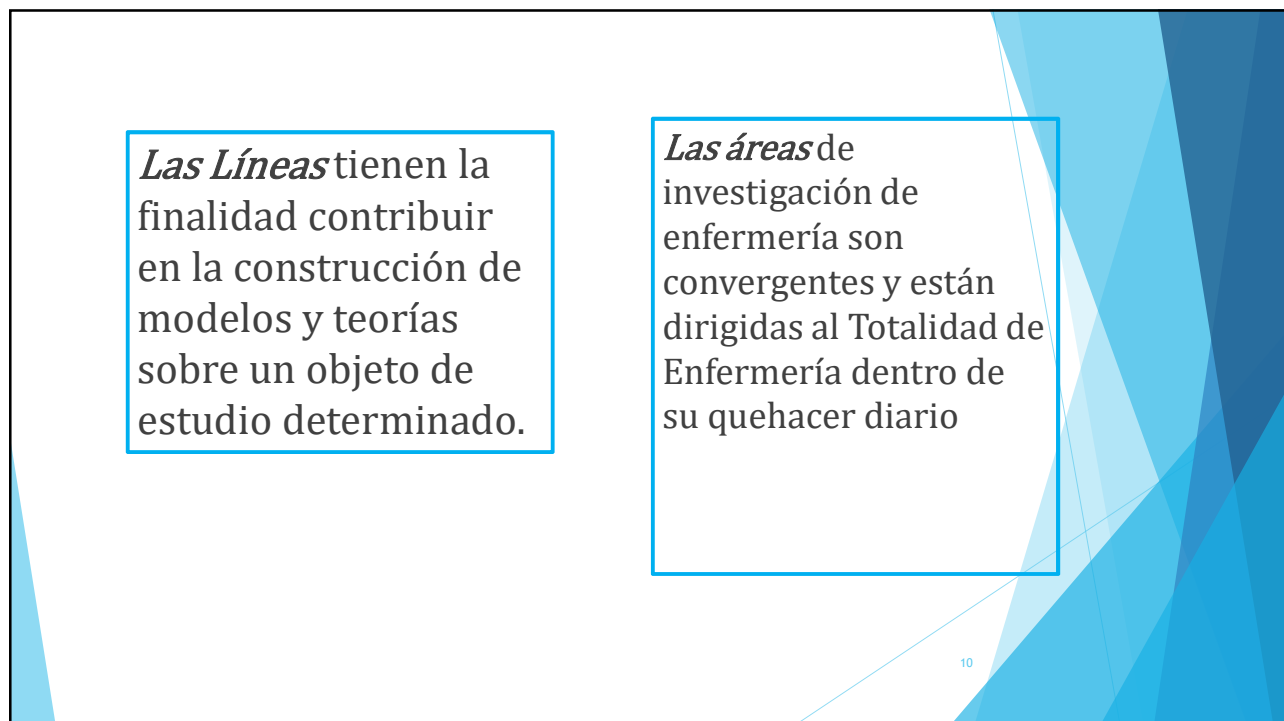 Las Líneas tienen la
finalidad contribuir
en la construcción de
modelos y teorías
sobre un objeto de
estudio determinado.
Las áreas de
investigación de
enfermería son
convergentes y están
dirigidas al Totalidad de
Enfermería dentro de
su quehacer diario
10